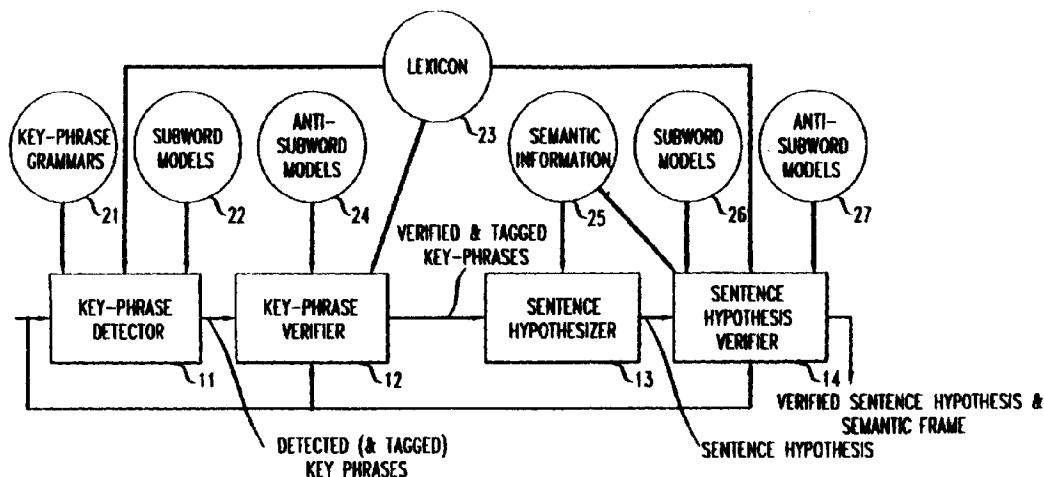 LEXICON
23
KEY-PHRASE
GRAMMARS
21
SUBWORD
MODELS
22
ANTI-
SUBWORD
MODELS
24
SEMANTIC
INFORMATION
25
SUBWORD
MODELS
26
ANTI-
SUBWORD
MODELS
27
VERIFIED & TAGGED
KEY-PHRASES
KEY-PHRASE
DETECTOR
11
KEY-PHRASE
VERIFIER
12
SENTENCE
HYPOTHESIZER
13
SENTENCE
HYPOTHESIS
VERIFIER
14
DETECTED (& TAGGED)
KEY PHRASES
SENTENCE HYPOTHESIS
VERIFIED SENTENCE HYPOTHESIS &
SEMANTIC FRAME